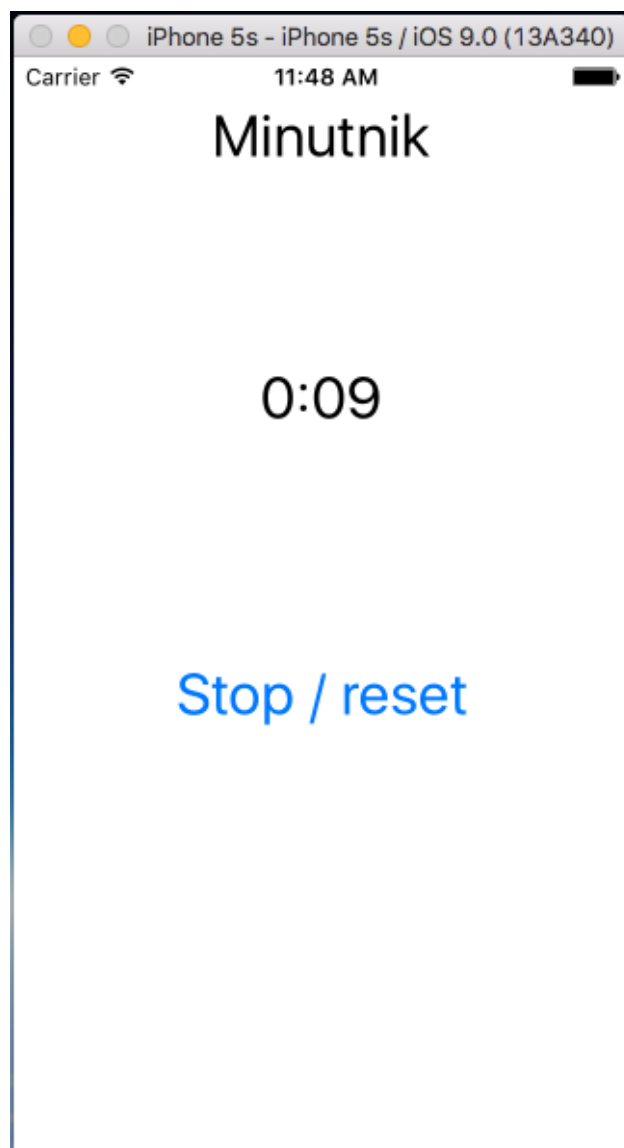 iPhone 5s - iPhone 5s / iOS 9.0 (13A340)
Carrier 11:48 AM
Minutnik
0:09
Stop / reset